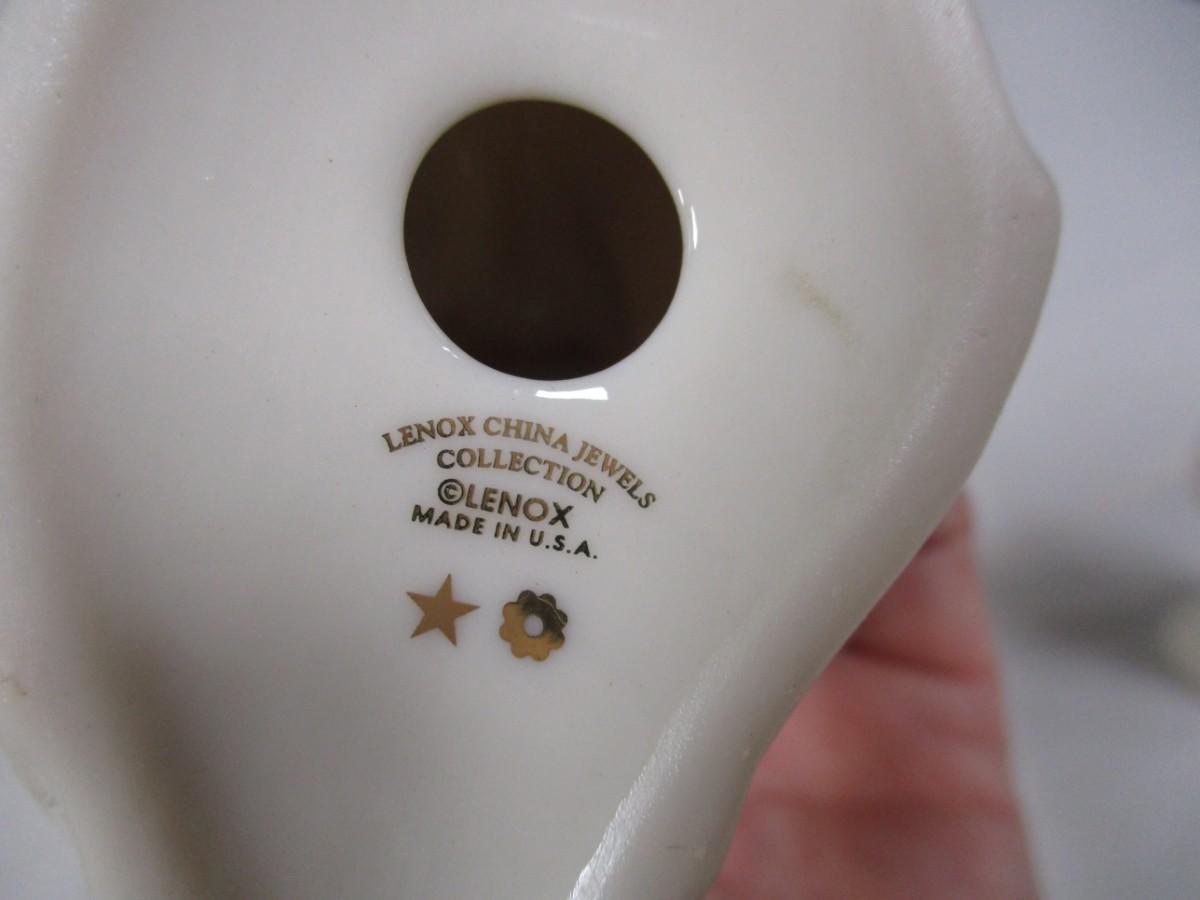 LENOX CHINA JEWELS
COLLECTION
©LENOX
MADE IN U.S.A.